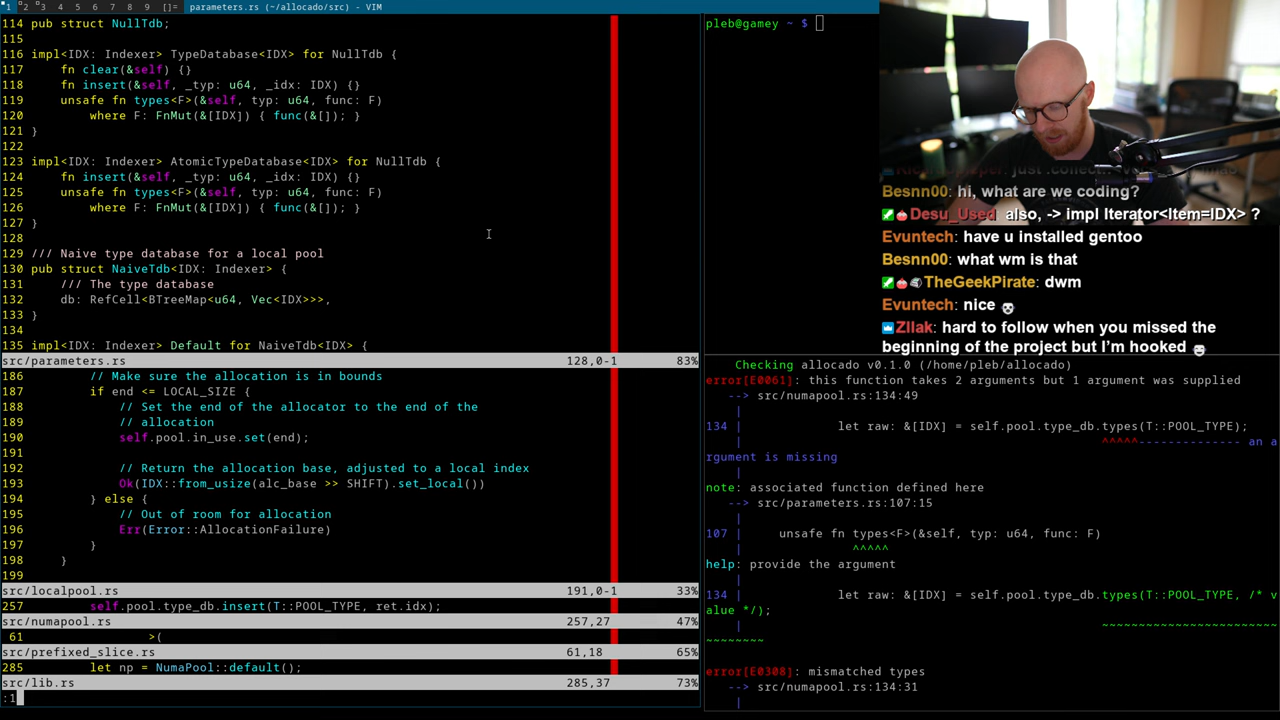 1 2 3 4 5 6 7 8 9 []= parameters.rs (~/allocado/src) - VIM
114 pub struct NullTdb;
115
116 impl<IDX: Indexer> TypeDatabase<IDX> for NullTdb {
117     fn clear(&self) {}
118     fn insert(&self, _typ: u64, _idx: IDX) {}
119     unsafe fn types<F>(&self, typ: u64, func: F)
120         where F: FnMut(&[IDX]) { func(&[]); }
121 }
122
123 impl<IDX: Indexer> AtomicTypeDatabase<IDX> for NullTdb {
124     fn insert(&self, _typ: u64, _idx: IDX) {}
125     unsafe fn types<F>(&self, typ: u64, func: F)
126         where F: FnMut(&[IDX]) { func(&[]); }
127 }
128
129 /// Naive type database for a local pool
130 pub struct NaiveTdb<IDX: Indexer> {
131     /// The type database
132     db: RefCell<BTreeMap<u64, Vec<IDX>>>,
133 }
134
135 impl<IDX: Indexer> Default for NaiveTdb<IDX> {
src/parameters.rs 128,0-1 83%
186         // Make sure the allocation is in bounds
187         if end <= LOCAL_SIZE {
188             // Set the end of the allocator to the end of the
189             // allocation
190             self.pool.in_use.set(end);
191
192             // Return the allocation base, adjusted to a local index
193             Ok(IDX::from_usize(alc_base >> SHIFT).set_local())
194         } else {
195             // Out of room for allocation
196             Err(Error::AllocationFailure)
197         }
198     }
199
src/localpool.rs 191,0-1 33%
257         self.pool.type_db.insert(T::POOL_TYPE, ret.idx);
src/numapool.rs 257,27 47%
61                 >(
src/prefixed_slice.rs 61,18 65%
285         let np = NumaPool::default();
src/lib.rs 285,37 73%
:1
pleb@gamey ~ $
Besnn00: hi, what are we coding?
Desu_Used also, -> impl Iterator<Item=IDX> ?
Evuntech: have u installed gentoo
Besnn00: what wm is that
TheGeekPirate: dwm
Evuntech: nice
Zllak: hard to follow when you missed the
beginning of the project but I'm hooked
Checking allocado v0.1.0 (/home/pleb/allocado)
error[E0061]: this function takes 2 arguments but 1 argument was supplied
--> src/numapool.rs:134:49
|
134 |             let raw: &[IDX] = self.pool.type_db.types(T::POOL_TYPE);
|                                                 ^^^^^-------------- an a
rgument is missing
|
note: associated function defined here
--> src/parameters.rs:107:15
|
107 |     unsafe fn types<F>(&self, typ: u64, func: F)
|               ^^^^^
help: provide the argument
|
134 |             let raw: &[IDX] = self.pool.type_db.types(T::POOL_TYPE, /* v
alue */);
|                                                 ~~~~~~~~~~~~~~~~~~~~~~~~
~~~~~~~~
error[E0308]: mismatched types
--> src/numapool.rs:134:31
|